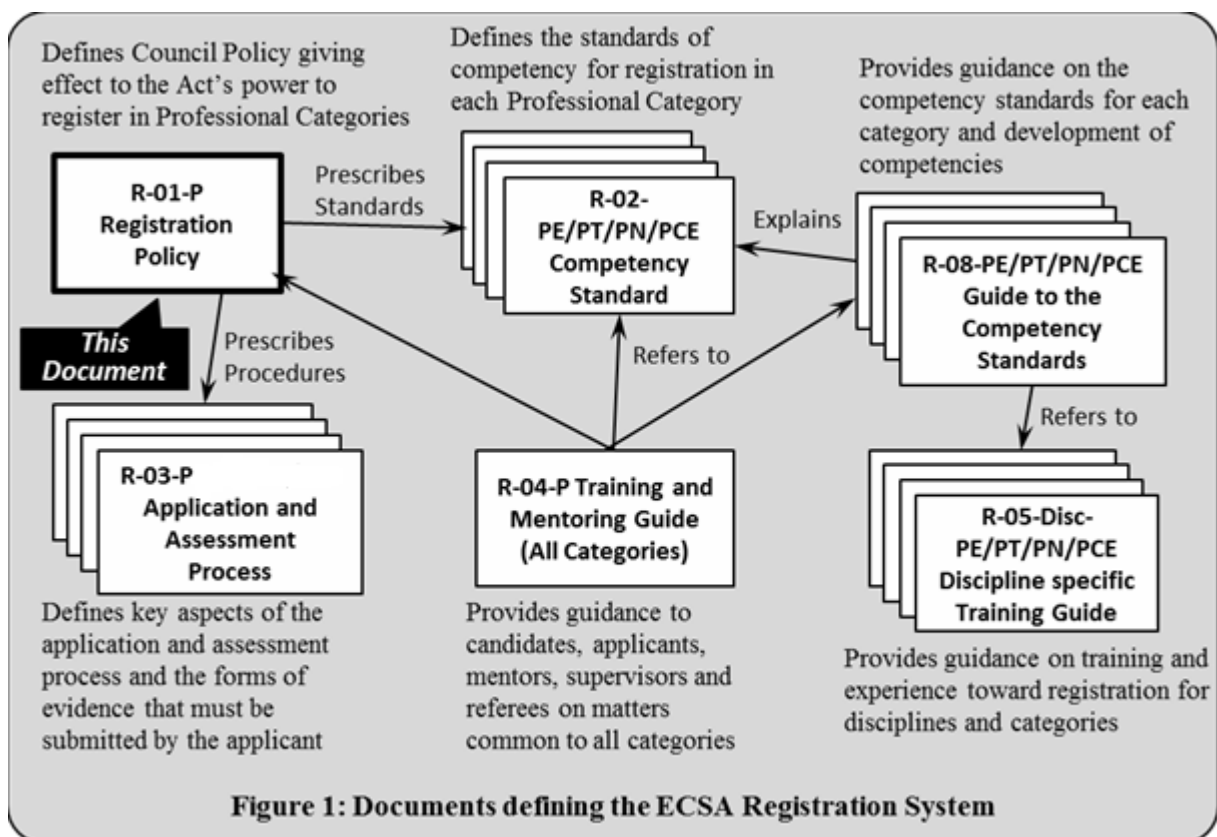 Defines Council Policy giving
effect to the Act's power to
register in Professional Categories
Defines the standards of
competency for registration in
each Professional Category
Provides guidance on the
competency standards for each
category and development of
competencies
R-01-P
Registration
Policy
Prescribes
Standards
R-02-
PE/PT/PN/PCE
Competency
Standard
Explains
R-08-PE/PT/PN/PCE
Guide to the
Competency
Standards
This
Document
Prescribes
Procedures
Refers to
Refers to
R-03-P
Application and
Assessment
Process
R-04-P Training and
Mentoring Guide
(All Categories)
R-05-Disc-
PE/PT/PN/PCE
Discipline specific
Training Guide
Defines key aspects of the
application and assessment
process and the forms of
evidence that must be
submitted by the applicant
Provides guidance to
candidates, applicants,
mentors, supervisors and
referees on matters
common to all categories
Provides guidance on training and
experience toward registration for
disciplines and categories
Figure 1: Documents defining the ECSA Registration System